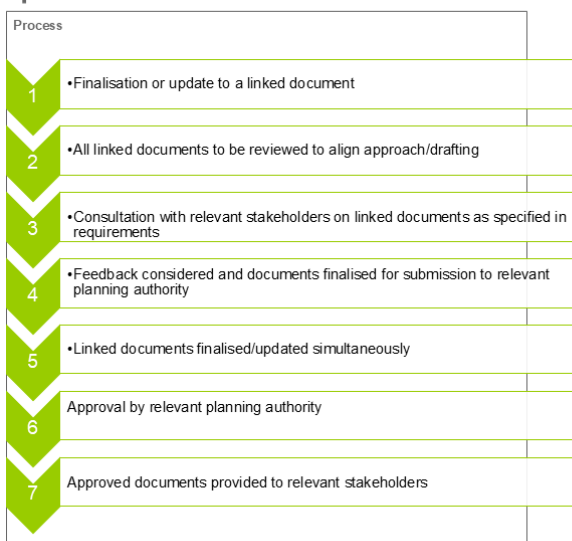 Process
1
•Finalisation or update to a linked document
2
•All linked documents to be reviewed to align approach/drafting
3
•Consultation with relevant stakeholders on linked documents as specified in
requirements
4
•Feedback considered and documents finalised for submission to relevant
planning authority
5
•Linked documents finalised/updated simultaneously
6
Approval by relevant planning authority
7
Approved documents provided to relevant stakeholders